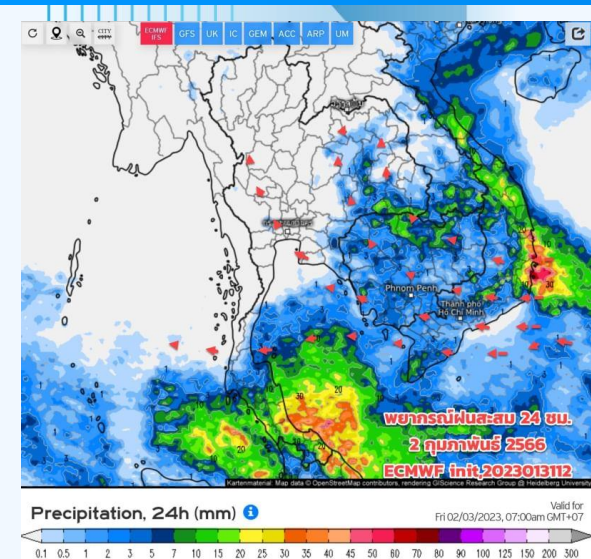 CITY
ECMWF IFS GFS UK IC GEM ACC ARP UM
Phnom Penh
Thành phố
Hồ Chí Minh
พยากรณ์ฝนสะสม 24 ชม.
2 กุมภาพันธ์ 2566
ECMWF init.2023013112
Kartenmaterial: Map data © OpenStreetMap contributors, rendering GIScience Research Group @ Heidelberg University
Precipitation, 24h (mm)
Valid for
Fri 02/03/2023, 07:00am GMT+07
0.1 0.5 1 2 3 5 7 10 15 20 25 30 35 40 45 50 60 70 80 90 100 125 150 200 300